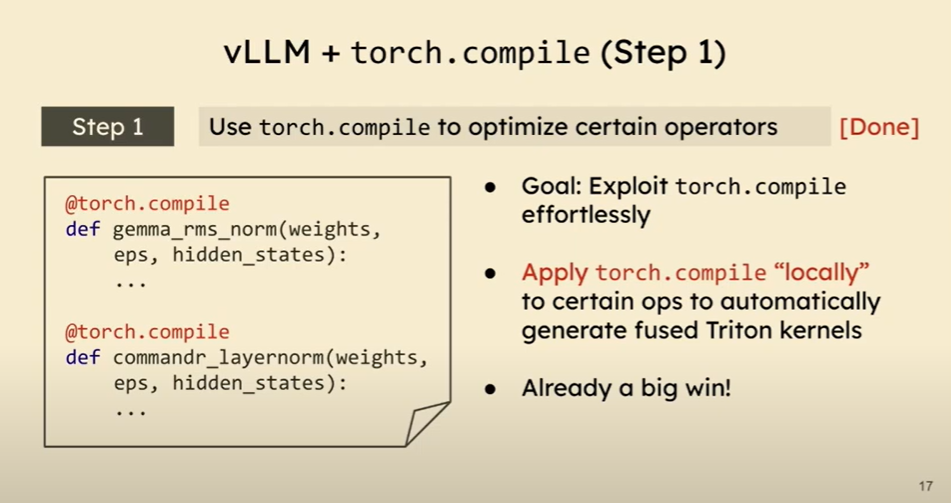 vLLM + torch.compile (Step 1)
Step 1
Use torch.compile to optimize certain operators
[Done]
@torch.compile
def gemma_rms_norm(weights,
eps, hidden_states):
...
@torch.compile
def commandr_layernorm(weights,
eps, hidden_states):
...
● Goal: Exploit torch.compile
effortlessly
● Apply torch.compile “locally”
to certain ops to automatically
generate fused Triton kernels
● Already a big win!
17